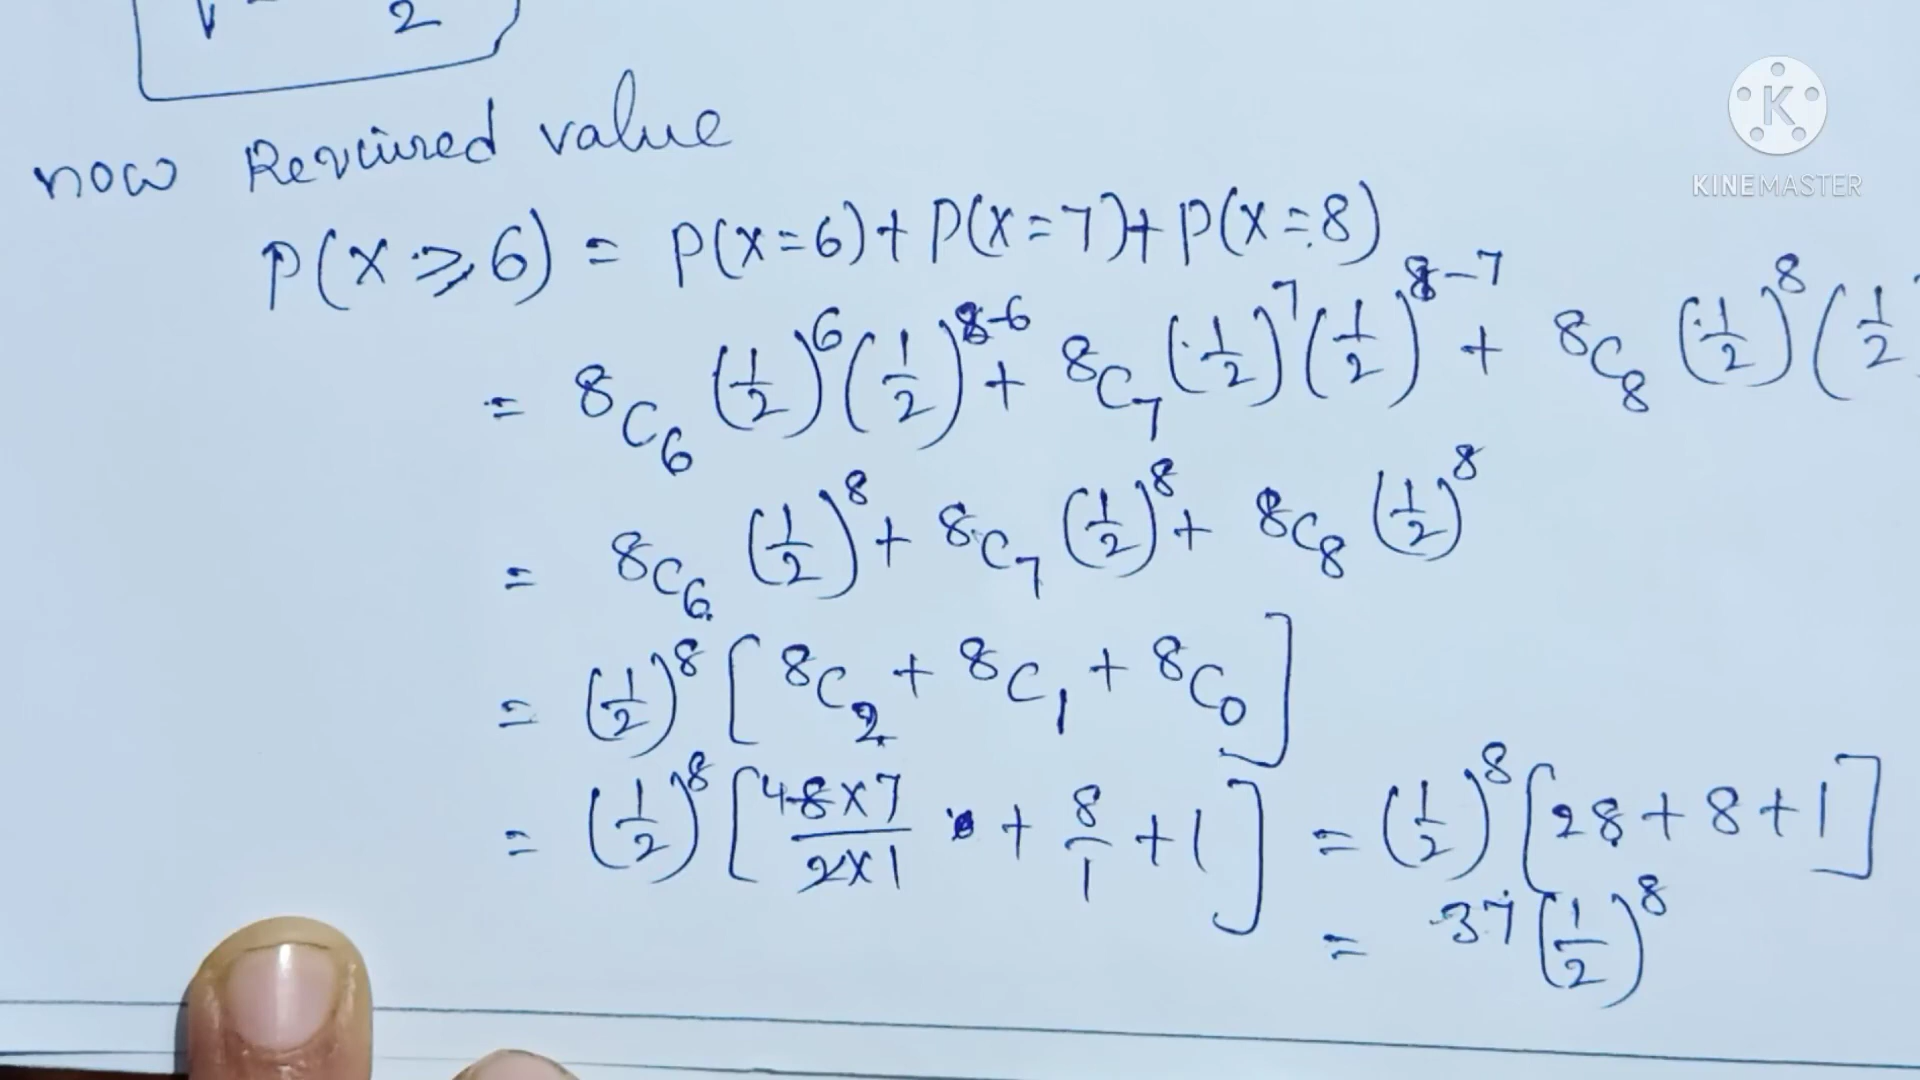 2
now Required value
P(X ⩾ 6) = P(X=6) + P(X=7) + P(X=8)
= 8C₆ (1/2)⁶ (1/2)⁸⁻⁶ + 8C₇ (1/2)⁷ (1/2)⁸⁻⁷ + 8C₈ (1/2)⁸ (1/2
= 8C₆ (1/2)⁸ + 8C₇ (1/2)⁸ + 8C₈ (1/2)⁸
= (1/2)⁸ [ 8C₂ + 8C₁ + 8C₀ ]
= (1/2)⁸ [ 4 8×7/2×1 + 8/1 + 1 ] = (1/2)⁸ [28 + 8 + 1]
= 37 (1/2)⁸
K
KINEMASTER